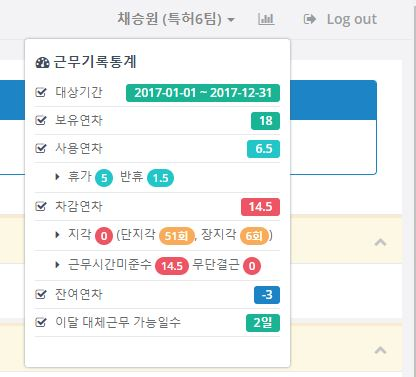 채승원 (특허6팀) Log out
근무기록통계
대상기간 2017-01-01 ~ 2017-12-31
보유연차 18
사용연차 6.5
휴가 5 반휴 1.5
차감연차 14.5
지각 0 (단지각 51회, 장지각 6회)
근무시간미준수 14.5 무단결근 0
잔여연차 -3
이달 대체근무 가능일수 2일